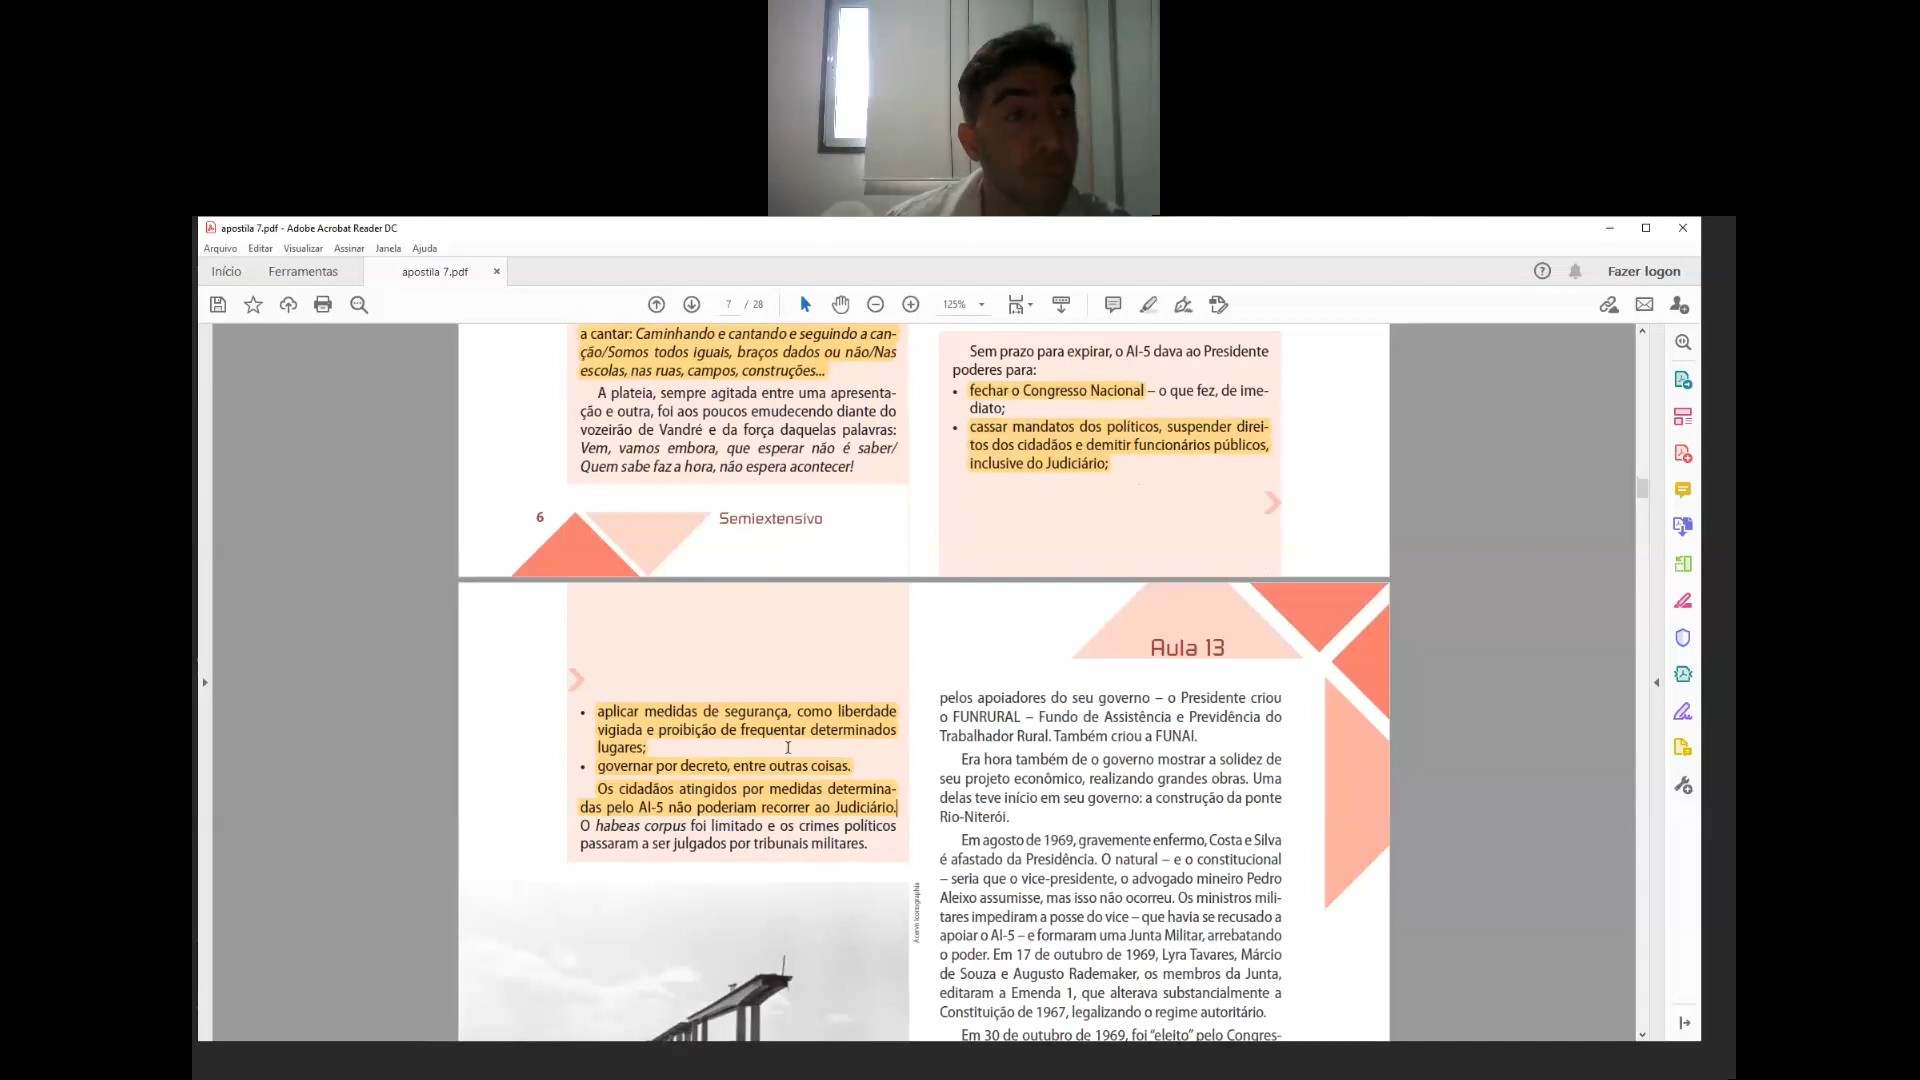 apostila 7.pdf - Adobe Acrobat Reader DC
Arquivo Editar Visualizar Assinar Janela Ajuda
Início Ferramentas apostila 7.pdf × Fazer logon
7 / 28 125%
a cantar: Caminhando e cantando e seguindo a can-
ção/Somos todos iguais, braços dados ou não/Nas
escolas, nas ruas, campos, construções...
A plateia, sempre agitada entre uma apresenta-
ção e outra, foi aos poucos emudecendo diante do
vozeirão de Vandré e da força daquelas palavras:
Vem, vamos embora, que esperar não é saber/
Quem sabe faz a hora, não espera acontecer!
6 Semiextensivo
Sem prazo para expirar, o AI-5 dava ao Presidente
poderes para:
• fechar o Congresso Nacional – o que fez, de ime-
diato;
• cassar mandatos dos políticos, suspender direi-
tos dos cidadãos e demitir funcionários públicos,
inclusive do Judiciário;
• aplicar medidas de segurança, como liberdade
vigiada e proibição de frequentar determinados
lugares;
• governar por decreto, entre outras coisas.
Os cidadãos atingidos por medidas determina-
das pelo AI-5 não poderiam recorrer ao Judiciário.
O habeas corpus foi limitado e os crimes políticos
passaram a ser julgados por tribunais militares.
Acervo Iconographia
Aula 13
pelos apoiadores do seu governo – o Presidente criou
o FUNRURAL – Fundo de Assistência e Previdência do
Trabalhador Rural. Também criou a FUNAI.
Era hora também de o governo mostrar a solidez de
seu projeto econômico, realizando grandes obras. Uma
delas teve início em seu governo: a construção da ponte
Rio-Niterói.
Em agosto de 1969, gravemente enfermo, Costa e Silva
é afastado da Presidência. O natural – e o constitucional
– seria que o vice-presidente, o advogado mineiro Pedro
Aleixo assumisse, mas isso não ocorreu. Os ministros mili-
tares impediram a posse do vice – que havia se recusado a
apoiar o AI-5 – e formaram uma Junta Militar, arrebatando
o poder. Em 17 de outubro de 1969, Lyra Tavares, Márcio
de Souza e Augusto Rademaker, os membros da Junta,
editaram a Emenda 1, que alterava substancialmente a
Constituição de 1967, legalizando o regime autoritário.
Em 30 de outubro de 1969, foi “eleito” pelo Congres-